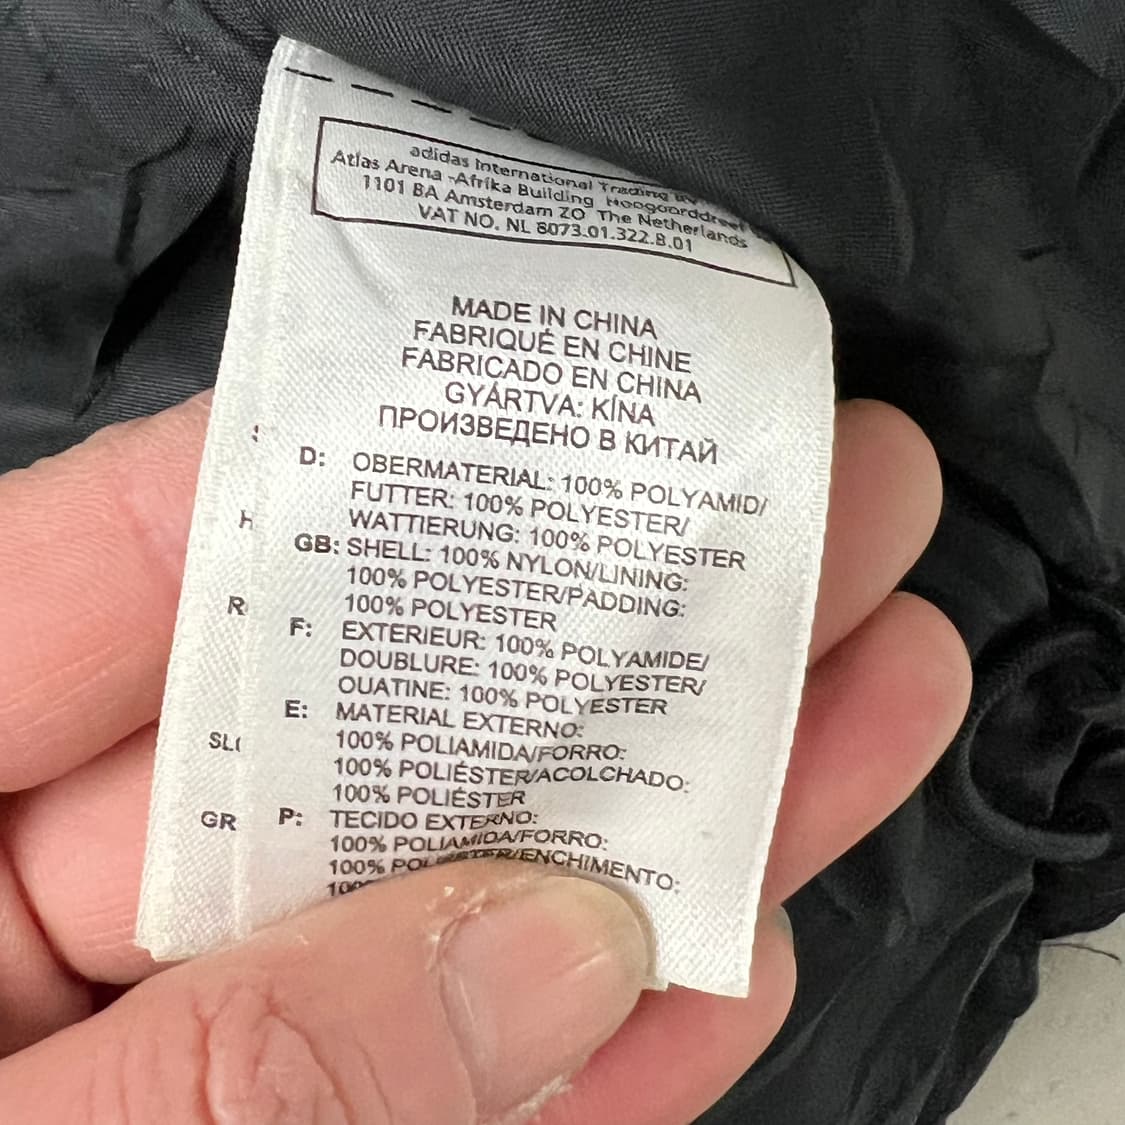 adidas International Trading BV
Atlas Arena -Afrika Building Hoogoorddreef
1101 BA Amsterdam ZO The Netherlands
VAT NO. NL 8073.01.322.B.01
MADE IN CHINA
FABRIQUÉ EN CHINE
FABRICADO EN CHINA
GYÁRTVA: KÍNA
ПРОИЗВЕДЕНО В КИТАЙ
D: OBERMATERIAL: 100% POLYAMID/
FUTTER: 100% POLYESTER/
WATTIERUNG: 100% POLYESTER
GB: SHELL: 100% NYLON/LINING:
100% POLYESTER/PADDING:
100% POLYESTER
F: EXTERIEUR: 100% POLYAMIDE/
DOUBLURE: 100% POLYESTER/
OUATINE: 100% POLYESTER
E: MATERIAL EXTERNO:
100% POLIAMIDA/FORRO:
100% POLIÉSTER/ACOLCHADO:
100% POLIÉSTER
P: TECIDO EXTERNO:
100% POLIAMIDA/FORRO:
100% POLIESTER/ENCHIMENTO:
GR